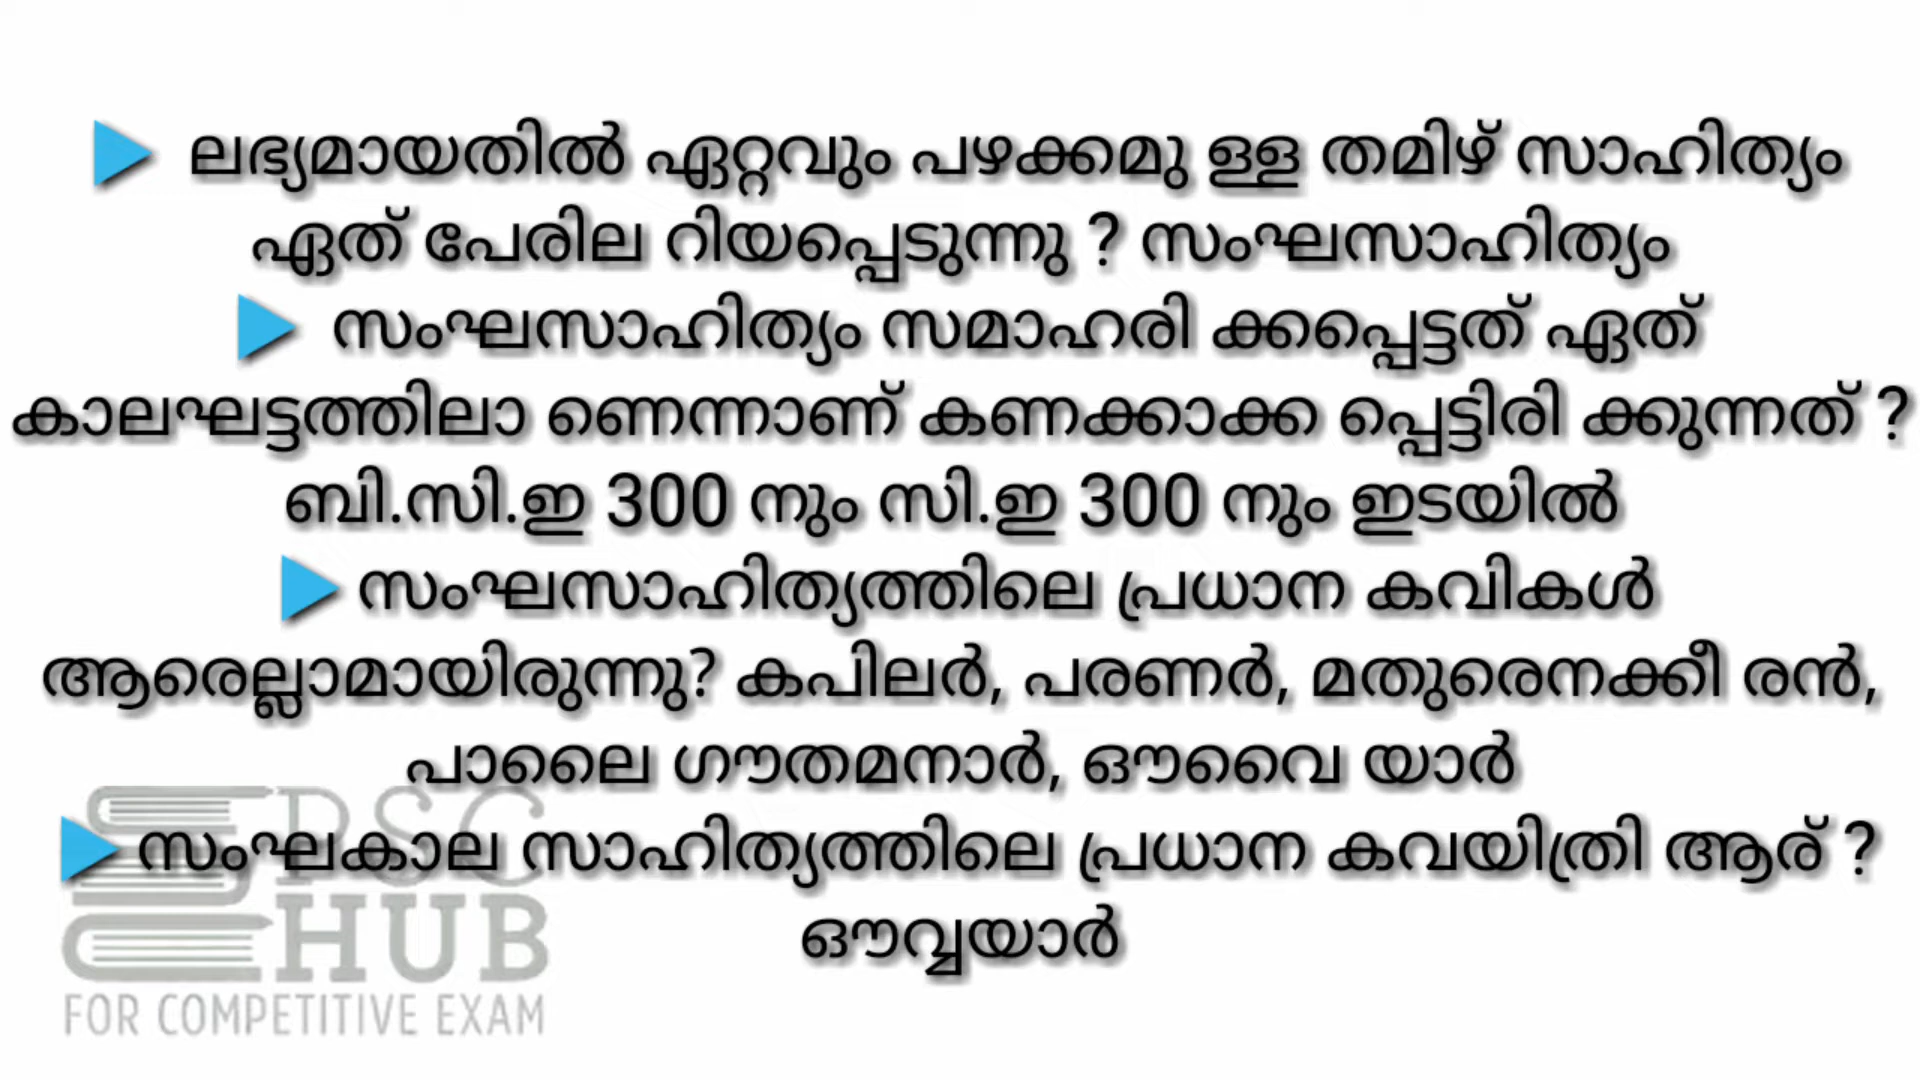 ▶ ലഭ്യമായതിൽ ഏറ്റവും പഴക്കമു ള്ള തമിഴ് സാഹിത്യം
ഏത് പേരില റിയപ്പെടുന്നു ? സംഘസാഹിത്യം
▶ സംഘസാഹിത്യം സമാഹരി ക്കപ്പെട്ടത് ഏത്
കാലഘട്ടത്തിലാ ണെന്നാണ് കണക്കാക്ക പ്പെട്ടിരി ക്കുന്നത് ?
ബി.സി.ഇ 300 നും സി.ഇ 300 നും ഇടയിൽ
▶ സംഘസാഹിത്യത്തിലെ പ്രധാന കവികൾ
ആരെല്ലാമായിരുന്നു? കപിലർ, പരണർ, മതുരെനക്കീ രൻ,
പാലൈ ഗൗതമനാർ, ഔവൈ യാർ
▶ സംഘകാല സാഹിത്യത്തിലെ പ്രധാന കവയിത്രി ആര് ?
ഔവ്വയാർ
PSC
HUB
FOR COMPETITIVE EXAM